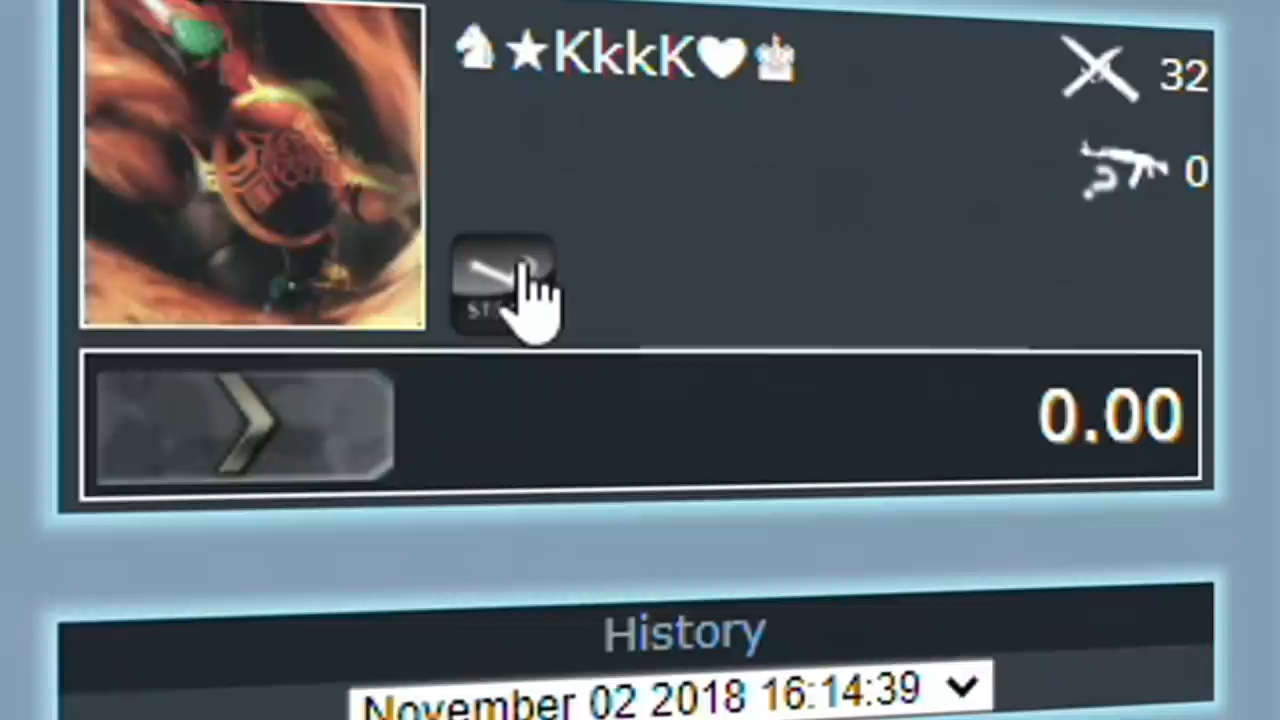 ♞★KkkK♥♚
32
0
0.00
History
November 02 2018 16:14:39